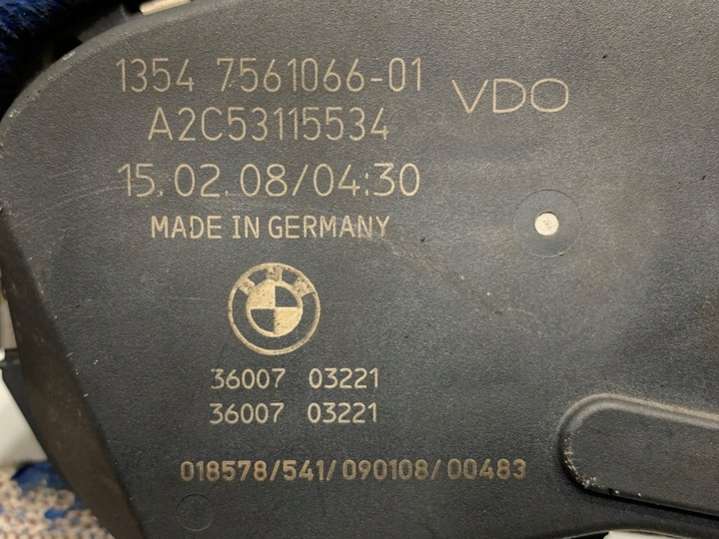 1354 7561066-01
VDO
A2C53115534
15.02.08/04:30
MADE IN GERMANY
BMW
36007 03221
36007 03221
018578/541/090108/00483